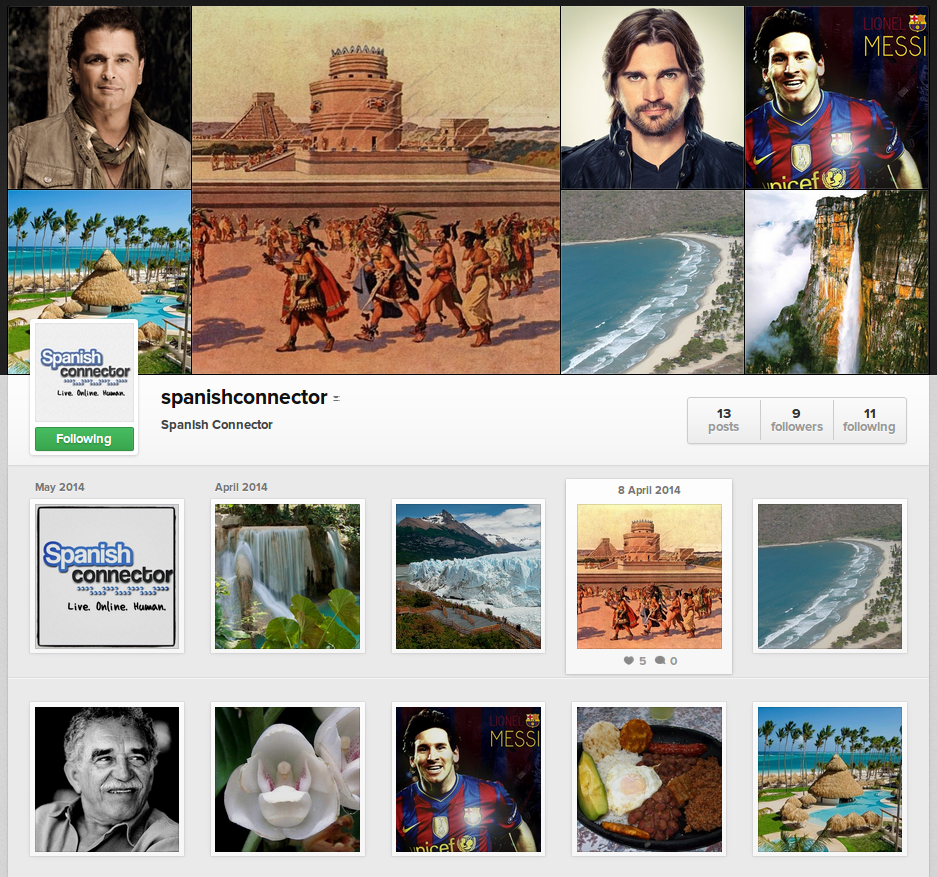 LIONEL
MESSI
unicef
Spanish
connector
Live. Online. Human.
Following
spanishconnector
Spanish Connector
13
posts
9
followers
11
following
May 2014
April 2014
8 April 2014
Spanish
connector
Live. Online. Human.
5
0
LIONEL
MESSI
unicef